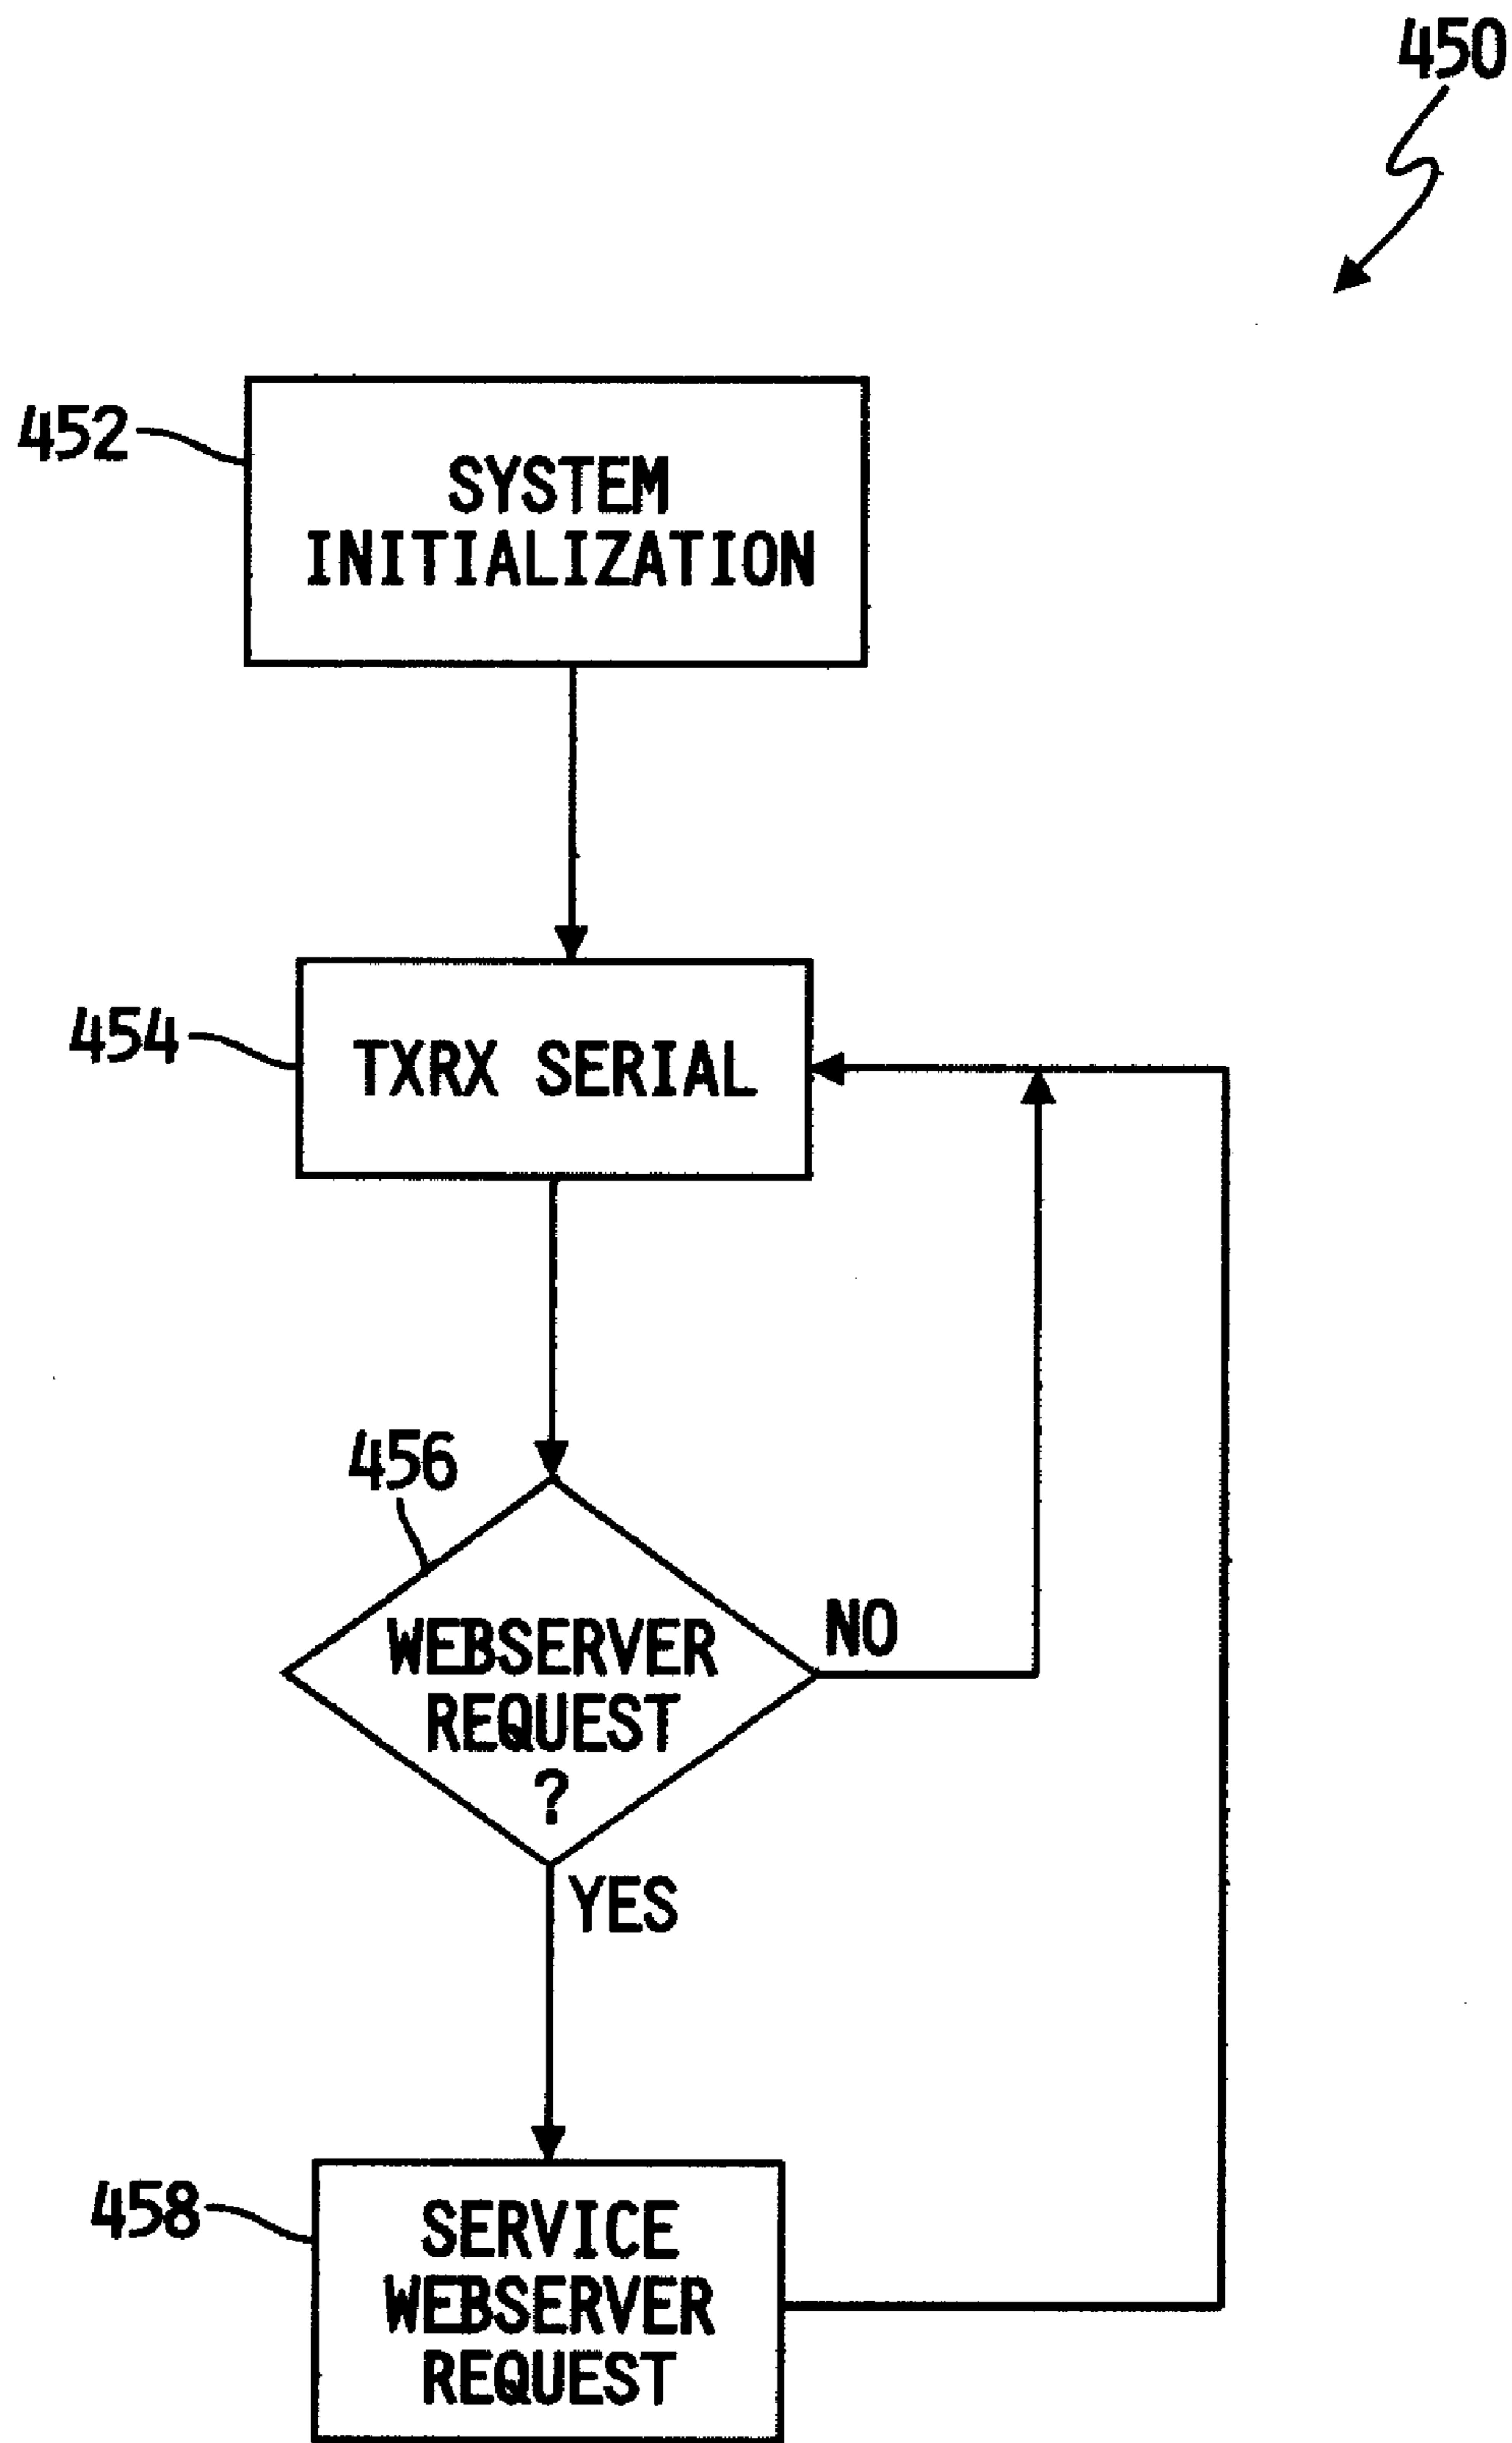 450
452
SYSTEM
INITIALIZATION
454
TXRX SERIAL
456
WEBSERVER
REQUEST
?
NO
YES
458
SERVICE
WEBSERVER
REQUEST